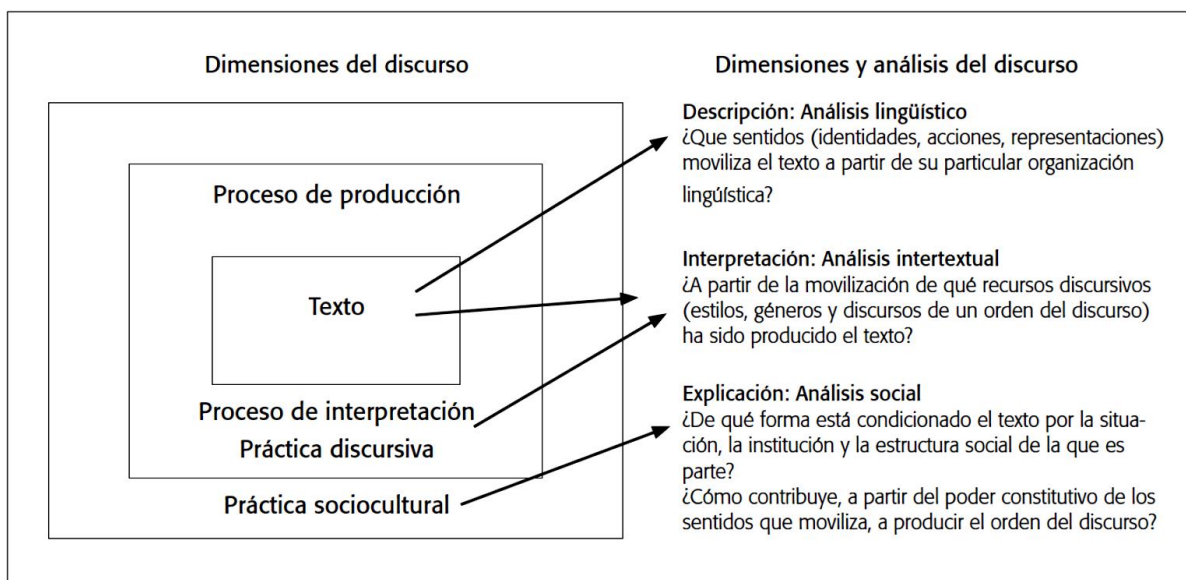 Dimensiones del discurso
Proceso de producción
Texto
Proceso de interpretación
Práctica discursiva
Práctica sociocultural
Dimensiones y análisis del discurso
Descripción: Análisis lingüístico
¿Que sentidos (identidades, acciones, representaciones)
moviliza el texto a partir de su particular organización
lingúística?
Interpretación: Análisis intertextual
¿A partir de la movilización de qué recursos discursivos
(estilos, géneros y discursos de un orden del discurso)
ha sido producido el texto?
Explicación: Análisis social
¿De qué forma está condicionado el texto por la situa-
ción, la institución y la estructura social de la que es
parte?
¿Cómo contribuye, a partir del poder constitutivo de los
sentidos que moviliza, a producir el orden del discurso?